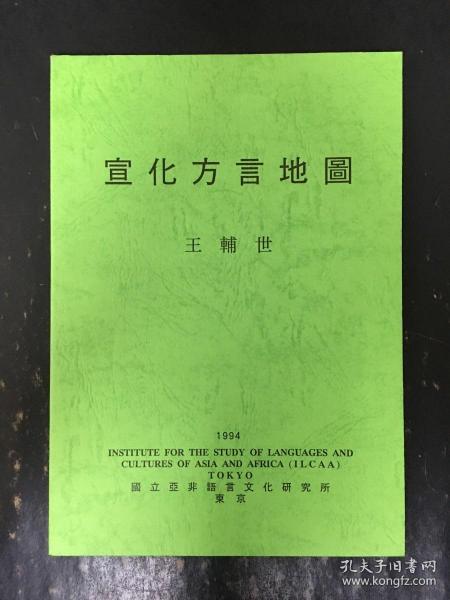 宣化方言地圖
王輔世
1994
INSTITUTE FOR THE STUDY OF LANGUAGES AND
CULTURES OF ASIA AND AFRICA (ILCAA)
TOKYO
國立亞非語言文化研究所
東京
孔夫子旧书网
www.kongfz.com